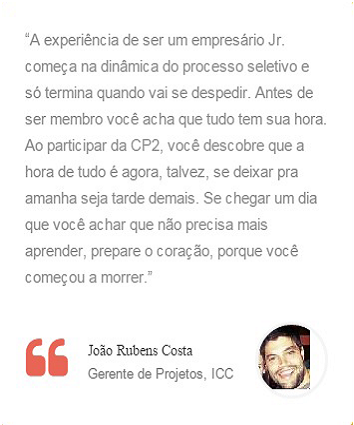 “A experiência de ser um empresário Jr.
começa na dinâmica do processo seletivo e
só termina quando vai se despedir. Antes de
ser membro você acha que tudo tem sua hora.
Ao participar da CP2, você descobre que a
hora de tudo é agora, talvez, se deixar pra
amanha seja tarde demais. Se chegar um dia
que você achar que não precisa mais
aprender, prepare o coração, porque você
começou a morrer.”
João Rubens Costa
Gerente de Projetos, ICC